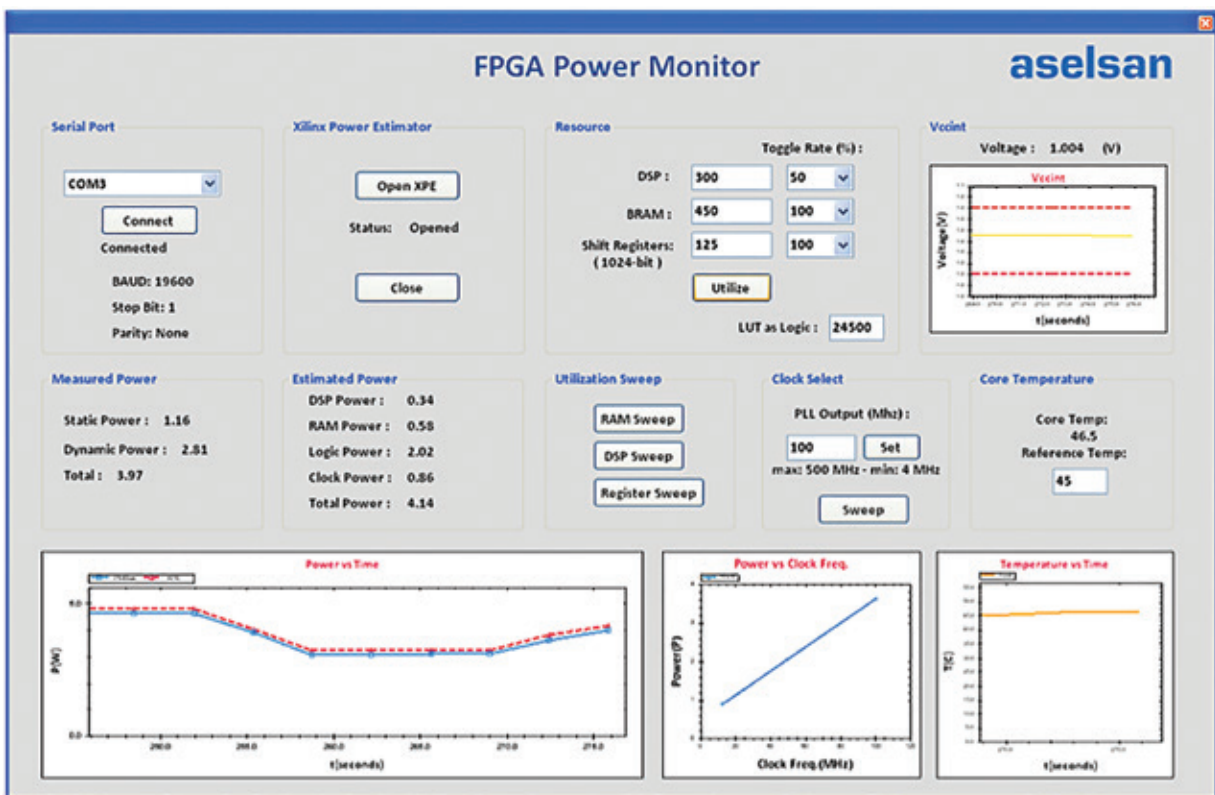 FPGA Power Monitor
aselsan
Serial Port
COM3
Connect
Connected
BAUD: 19600
Stop Bit: 1
Parity: None
Xilinx Power Estimator
Open XPE
Status: Opened
Close
Resource
Toggle Rate (%) :
DSP : 300 50
BRAM : 450 100
Shift Registers: 125 100
( 1024-bit )
Utilize
LUT as Logic : 24500
Vccint
Voltage : 1.004 (V)
Vccint
Voltage(V)
t(seconds)
Measured Power
Static Power : 1.16
Dynamic Power : 2.81
Total : 3.97
Estimated Power
DSP Power : 0.34
RAM Power : 0.58
Logic Power : 2.02
Clock Power : 0.86
Total Power : 4.14
Utilization Sweep
RAM Sweep
DSP Sweep
Register Sweep
Clock Select
PLL Output (Mhz) :
100 Set
max: 500 MHz - min: 4 MHz
Sweep
Core Temperature
Core Temp:
46.5
Reference Temp:
45
Power vs Time
P(W)
t(seconds)
Power vs Clock Freq.
Power(P)
0 20 40 60 80 100 120
Clock Freq.(MHz)
Temperature vs Time
T(C)
t(seconds)